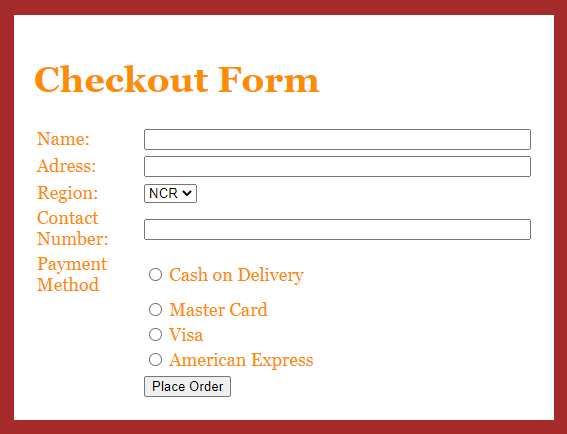 Checkout Form
Name:
Adress:
Region:
NCR
Contact
Number:
Payment
Method
Cash on Delivery
Master Card
Visa
American Express
Place Order